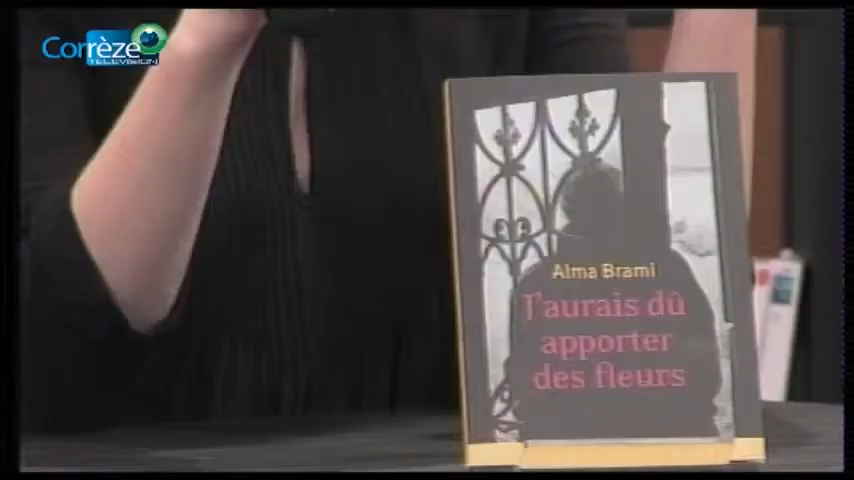 Corrèze
TELEVISION
Alma Brami
J'aurais dû
apporter
des fleurs